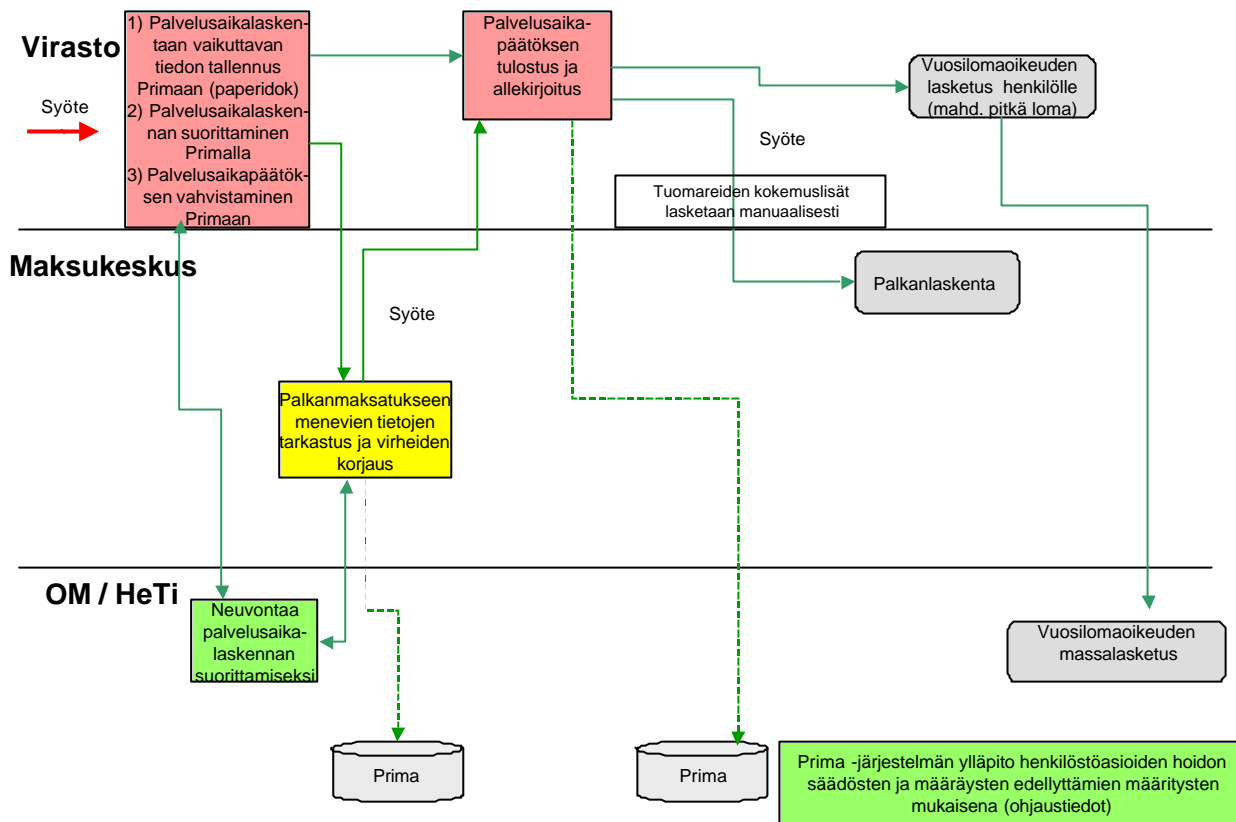 Virasto
Syöte
1) Palvelusaikalasken-
taan vaikuttavan
tiedon tallennus
Primaan (paperidok)
2) Palvelusaikalasken-
nan suorittaminen
Primalla
3) Palvelusaikapäätök-
sen vahvistaminen
Primaan
Palvelusaika-
päätöksen
tulostus ja
allekirjoitus
Vuosilomaoikeuden
lasketus henkilölle
(mahd. pitkä loma)
Syöte
Tuomareiden kokemuslisät
lasketaan manuaalisesti
Maksukeskus
Palkanlaskenta
Syöte
Palkanmaksatukseen
menevien tietojen
tarkastus ja virheiden
korjaus
OM / HeTi
Neuvontaa
palvelusaika-
laskennan
suorittamiseksi
Vuosilomaoikeuden
massalasketus
Prima
Prima
Prima -järjestelmän ylläpito henkilöstöasioiden hoidon
säädösten ja määräysten edellyttämien määritysten
mukaisena (ohjaustiedot)